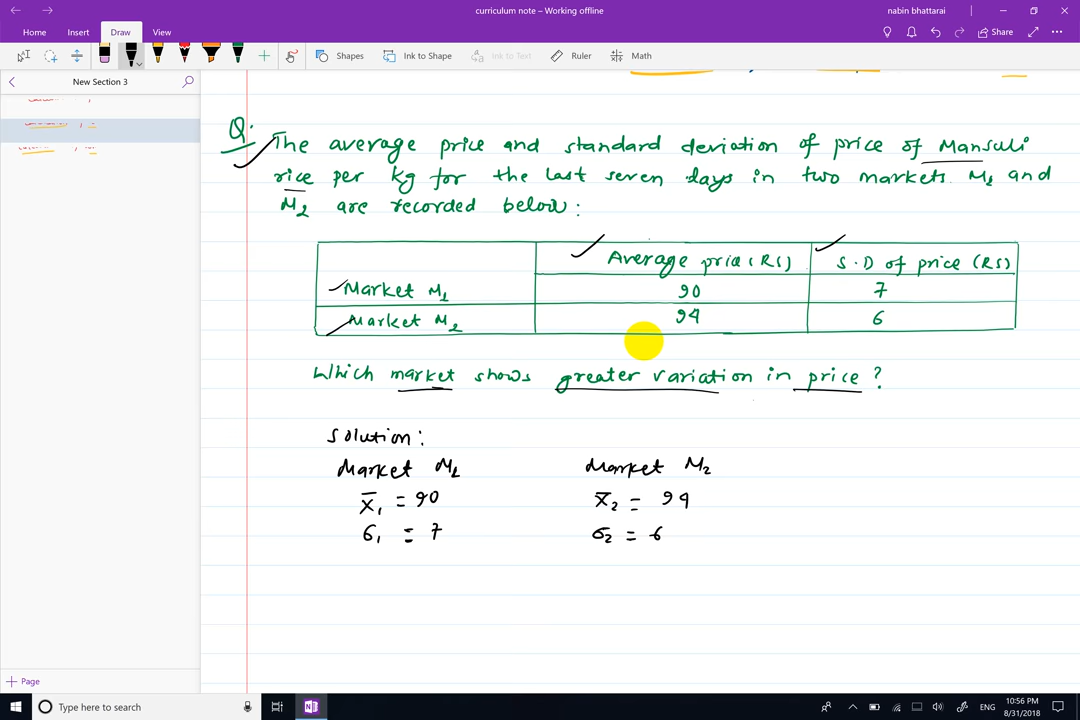 curriculum note – Working offline
nabin bhattarai
Home Insert Draw View
Share
Shapes Ink to Shape Ink to Text Ruler Math
New Section 3
Q: The average price and standard deviation of price of Mansuli
rice per kg for the last seven days in two markets M1 and
M2 are recorded below:
Average price(RS) S.D of price (RS)
Market M1 90 7
Market M2 94 6
Which market shows greater variation in price?
Solution:
Market M1 Market M2
x̄1 = 90 x̄2 = 94
σ1 = 7 σ2 = 6
+ Page
Type here to search
ENG
10:56 PM
8/31/2018